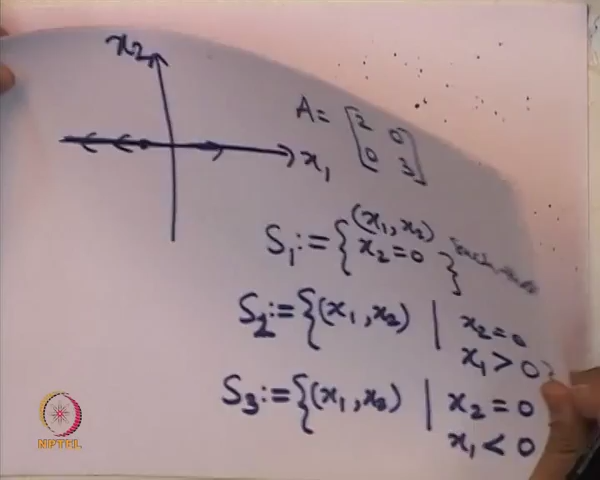 x₂
x₁
A = [2 0
0 3]
S₁ := {(x₁, x₂)
x₂ = 0 }
S₂ := {(x₁, x₂) | x₂ = 0
x₁ > 0 }
S₃ := {(x₁, x₂) | x₂ = 0
x₁ < 0
NPTEL